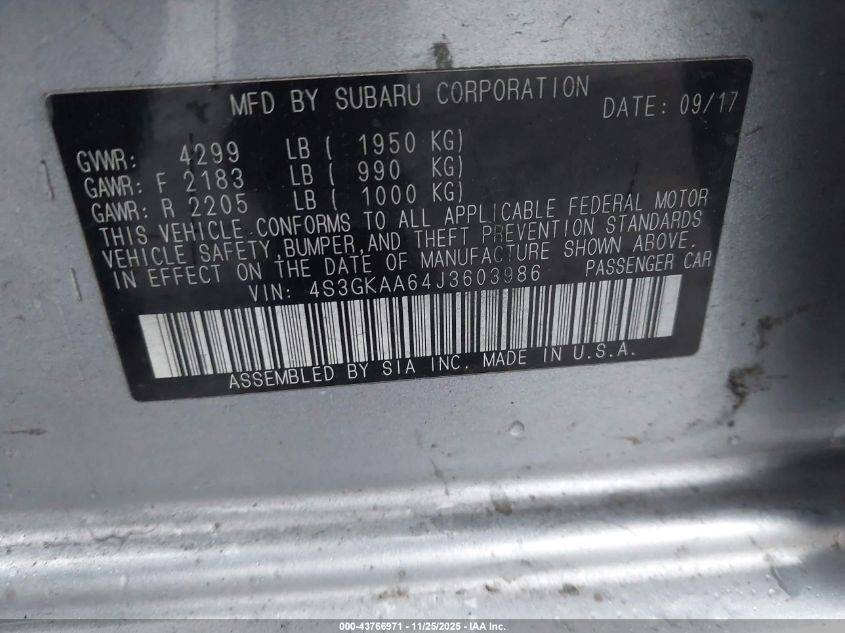 MFD BY SUBARU CORPORATION
DATE: 09/17
GVWR: 4299 LB ( 1950 KG)
GAWR: F 2183 LB ( 990 KG)
GAWR: R 2205 LB ( 1000 KG)
THIS VEHICLE CONFORMS TO ALL APPLICABLE FEDERAL MOTOR
VEHICLE SAFETY, BUMPER, AND THEFT PREVENTION STANDARDS
IN EFFECT ON THE DATE OF MANUFACTURE SHOWN ABOVE.
VIN: 4S3GKAA64J3603986 PASSENGER CAR
ASSEMBLED BY SIA INC. MADE IN U.S.A.
000-43766971 - 11/25/2025 - IAA Inc.